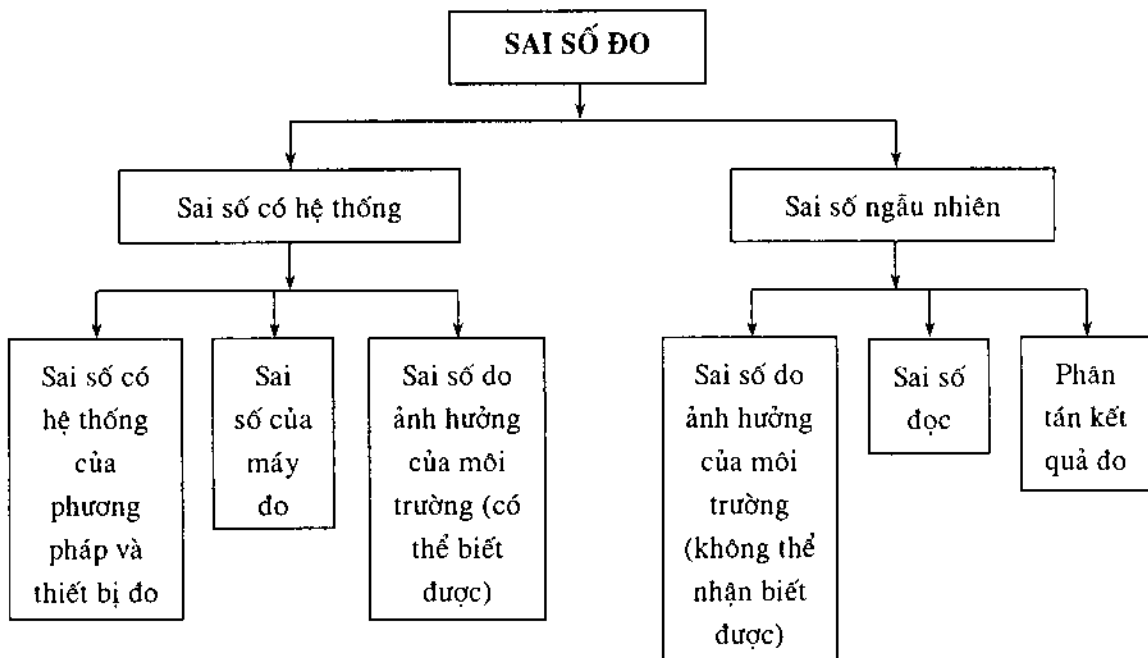 SAI SỐ ĐO
Sai số có hệ thống
Sai số ngẫu nhiên
Sai số có
hệ thống
của
phương
pháp và
thiết bị đo
Sai
số của
máy
đo
Sai số do
ảnh hưởng
của môi
trường (có
thể biết
được)
Sai số do
ảnh hưởng
của môi
trường
(không thể
nhận biết
được)
Sai số
đọc
Phân
tán kết
quả đo